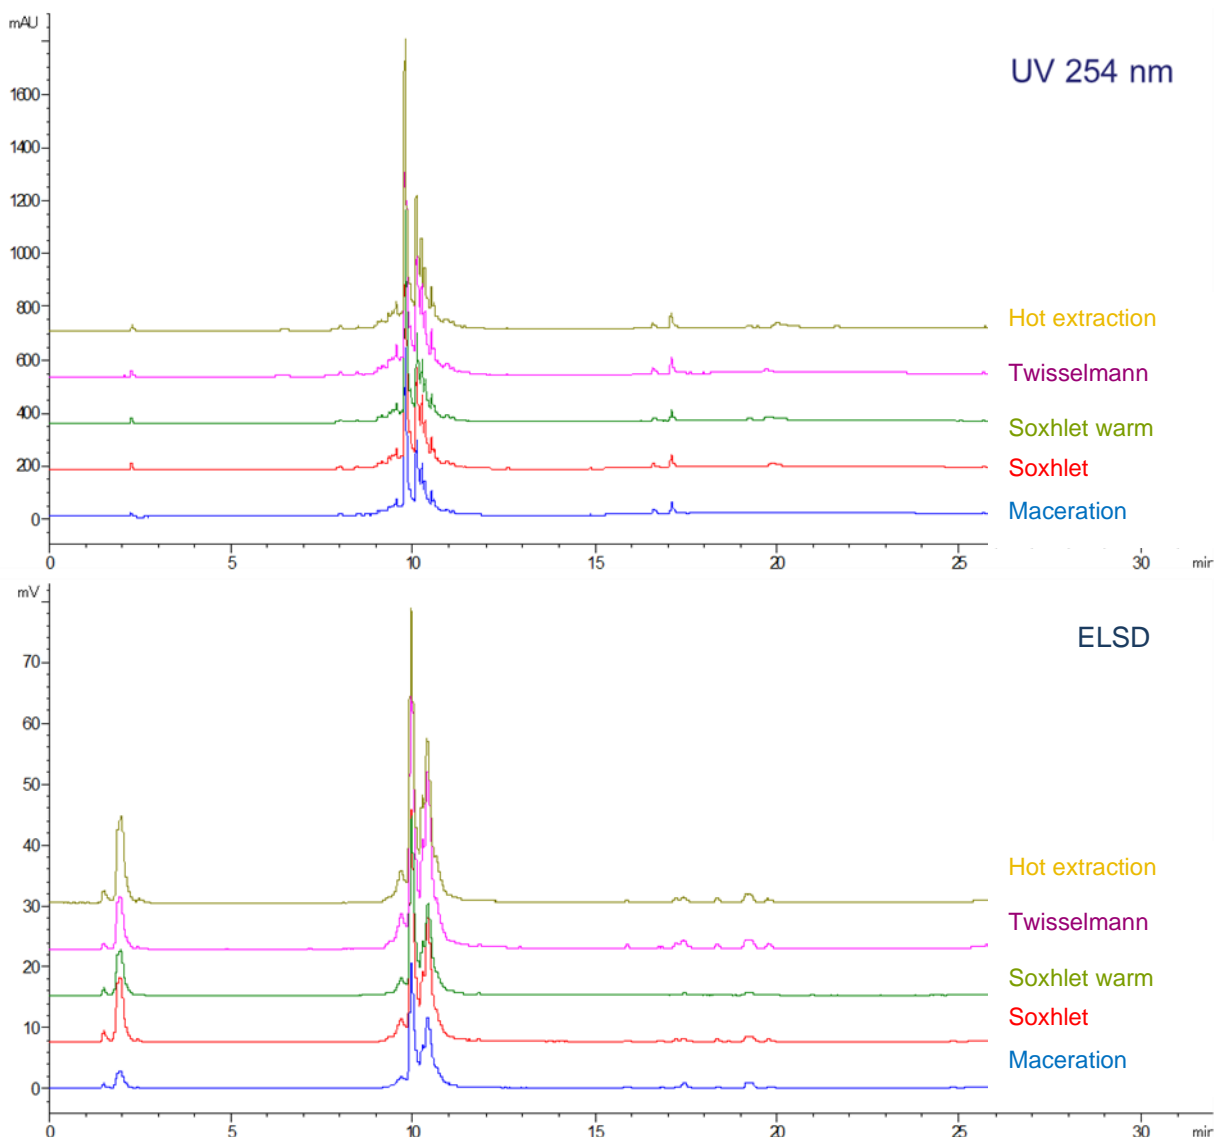 mAU
UV 254 nm
1600
1400
1200
1000
800
Hot extraction
600
Twisselmann
400
Soxhlet warm
200
Soxhlet
Maceration
0
0 5 10 15 20 25 30 min
mV
ELSD
70
60
50
40
Hot extraction
30
Twisselmann
20
Soxhlet warm
10
Soxhlet
Maceration
0
0 5 10 15 20 25 30 min